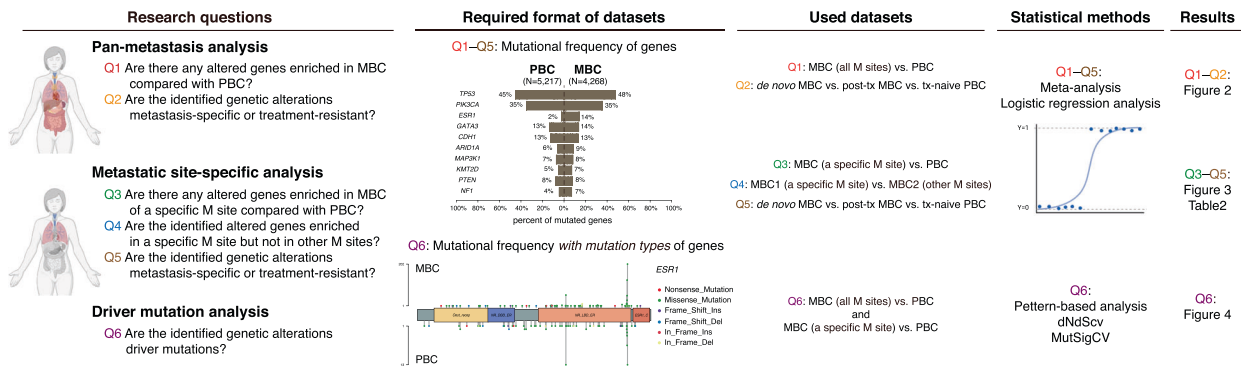 Research questions
Pan-metastasis analysis
Q1 Are there any altered genes enriched in MBC
compared with PBC?
Q2 Are the identified genetic alterations
metastasis-specific or treatment-resistant?
Metastatic site-specific analysis
Q3 Are there any altered genes enriched in MBC
of a specific M site compared with PBC?
Q4 Are the identified altered genes enriched
in a specific M site but not in other M sites?
Q5 Are the identified genetic alterations
metastasis-specific or treatment-resistant?
Driver mutation analysis
Q6 Are the identified genetic alterations
driver mutations?
Required format of datasets
Q1–Q5: Mutational frequency of genes
PBC MBC
(N=5,217) (N=4,268)
TP53 45% 48%
PIK3CA 35% 35%
ESR1 2% 14%
GATA3 13% 14%
CDH1 13% 13%
ARID1A 6% 9%
MAP3K1 7% 8%
KMT2D 5% 7%
PTEN 8% 8%
NF1 4% 7%
100% 80% 60% 40% 20% 0% 20% 40% 60% 80% 100%
percent of mutated genes
Q6: Mutational frequency with mutation types of genes
MBC
ESR1
Nonsense_Mutation
Missense_Mutation
Frame_Shift_Ins
Frame_Shift_Del
In_Frame_Ins
In_Frame_Del
PBC
Used datasets
Q1: MBC (all M sites) vs. PBC
Q2: de novo MBC vs. post-tx MBC vs. tx-naive PBC
Q3: MBC (a specific M site) vs. PBC
Q4: MBC1 (a specific M site) vs. MBC2 (other M sites)
Q5: de novo MBC vs. post-tx MBC vs. tx-naive PBC
Q6: MBC (all M sites) vs. PBC
and
MBC (a specific M site) vs. PBC
Statistical methods
Q1–Q5:
Meta-analysis
Logistic regression analysis
Y=1
Y=0
Q6:
Pettern-based analysis
dNdScv
MutSigCV
Results
Q1–Q2:
Figure 2
Q3–Q5:
Figure 3
Table2
Q6:
Figure 4